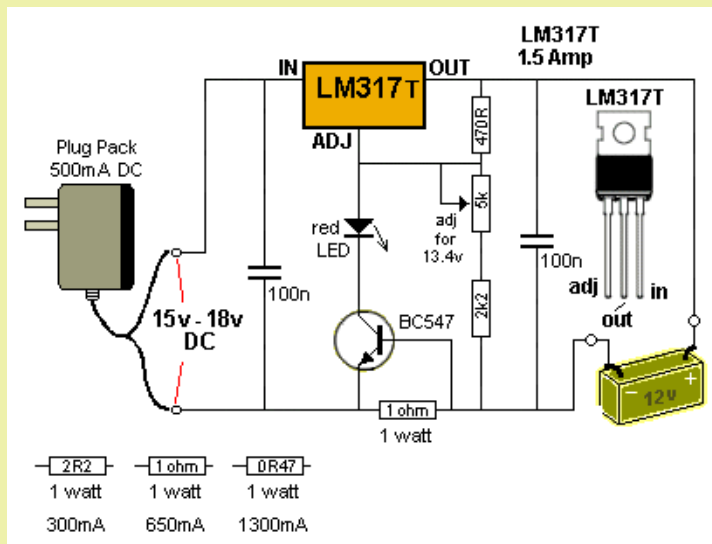 LM317T
1.5 Amp
IN
LM317T
OUT
ADJ
LM317T
Plug Pack
500mA DC
470R
5k
adj
for
13.4v
red
LED
100n
100n
15v - 18v
DC
BC547
2k2
adj
out
in
1 ohm
1 watt
12v
2R2
1 ohm
0R47
1 watt
1 watt
1 watt
300mA
650mA
1300mA